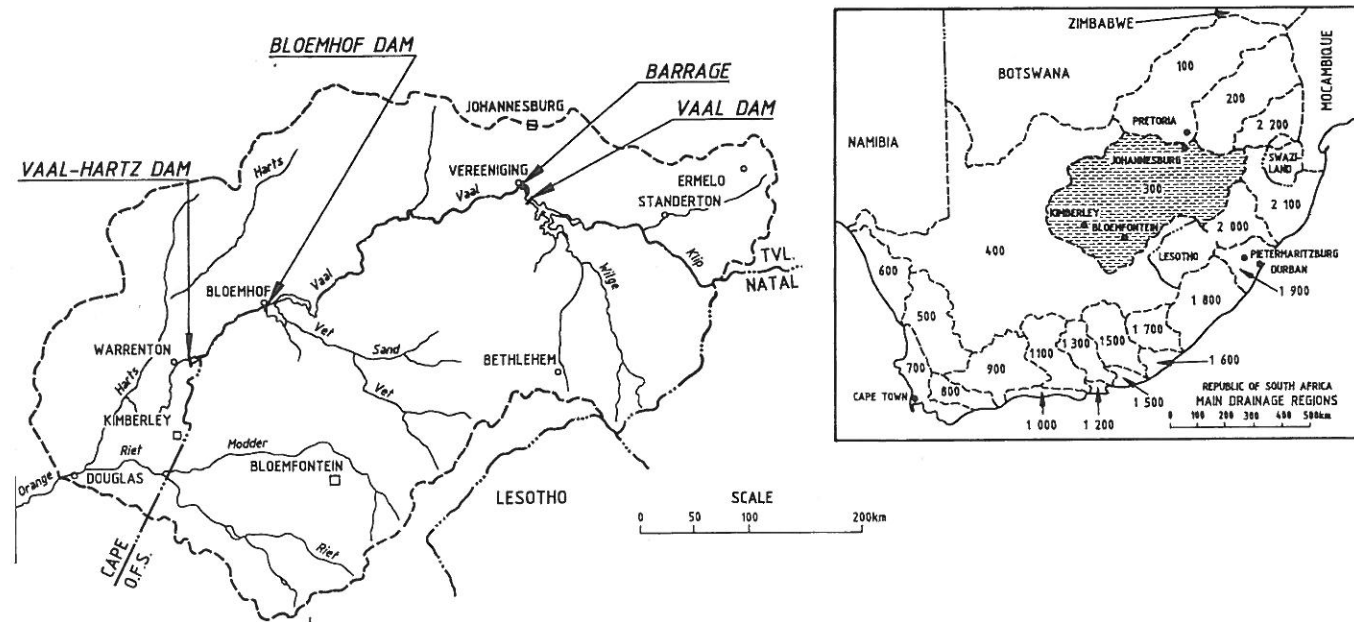 BLOEMHOF DAM
BARRAGE
VAAL DAM
VAAL-HARTZ DAM
JOHANNESBURG
Harts
VEREENIGING
Vaal
ERMELO
STANDERTON
Klip
TVL.
NATAL
Wilge
BLOEMHOF
Vaal
Vet
Sand
Vet
BETHLEHEM
WARRENTON
Harts
KIMBERLEY
Riet
Modder
BLOEMFONTEIN
Orange
DOUGLAS
Riet
LESOTHO
CAPE
O.F.S.
SCALE
0 50 100 200km
ZIMBABWE
BOTSWANA
MOCAMBIQUE
NAMIBIA
100
200
PRETORIA
2 200
JOHANNESBURG
SWAZI-
LAND
300
2 100
KIMBERLEY
BLOEMFONTEIN
2 000
400
LESOTHO
PIETERMARITZBURG
DURBAN
600
1 900
1 800
500
1 700
1 300
1500
1100
900
1 600
700
800
CAPE TOWN
1 500
1 000
1 200
REPUBLIC OF SOUTH AFRICA
MAIN DRAINAGE REGIONS
0 100 200 300 400 500km